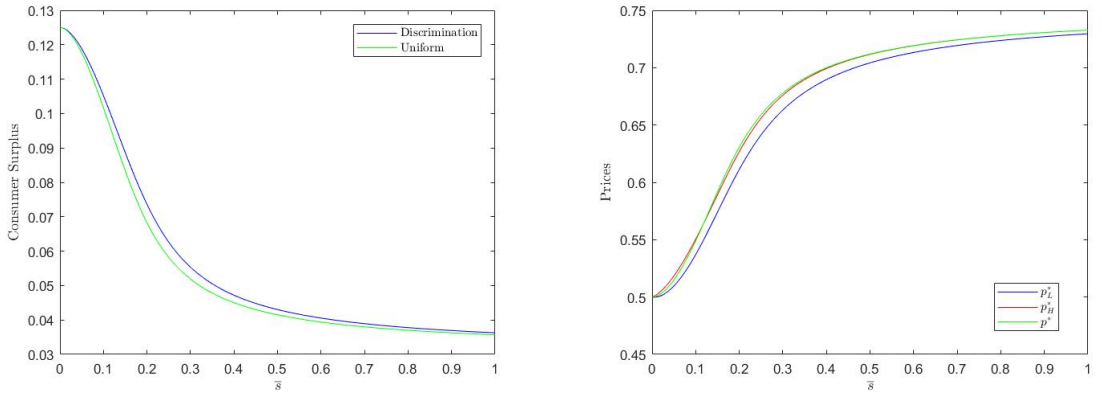 0.13
0.12
0.11
0.1
0.09
0.08
0.07
0.06
0.05
0.04
0.03
Consumer Surplus
0 0.1 0.2 0.3 0.4 0.5 0.6 0.7 0.8 0.9 1
s̄
Discrimination
Uniform
0.75
0.7
0.65
0.6
0.55
0.5
0.45
Prices
0 0.1 0.2 0.3 0.4 0.5 0.6 0.7 0.8 0.9 1
s̄
p*_L
p*_H
p*